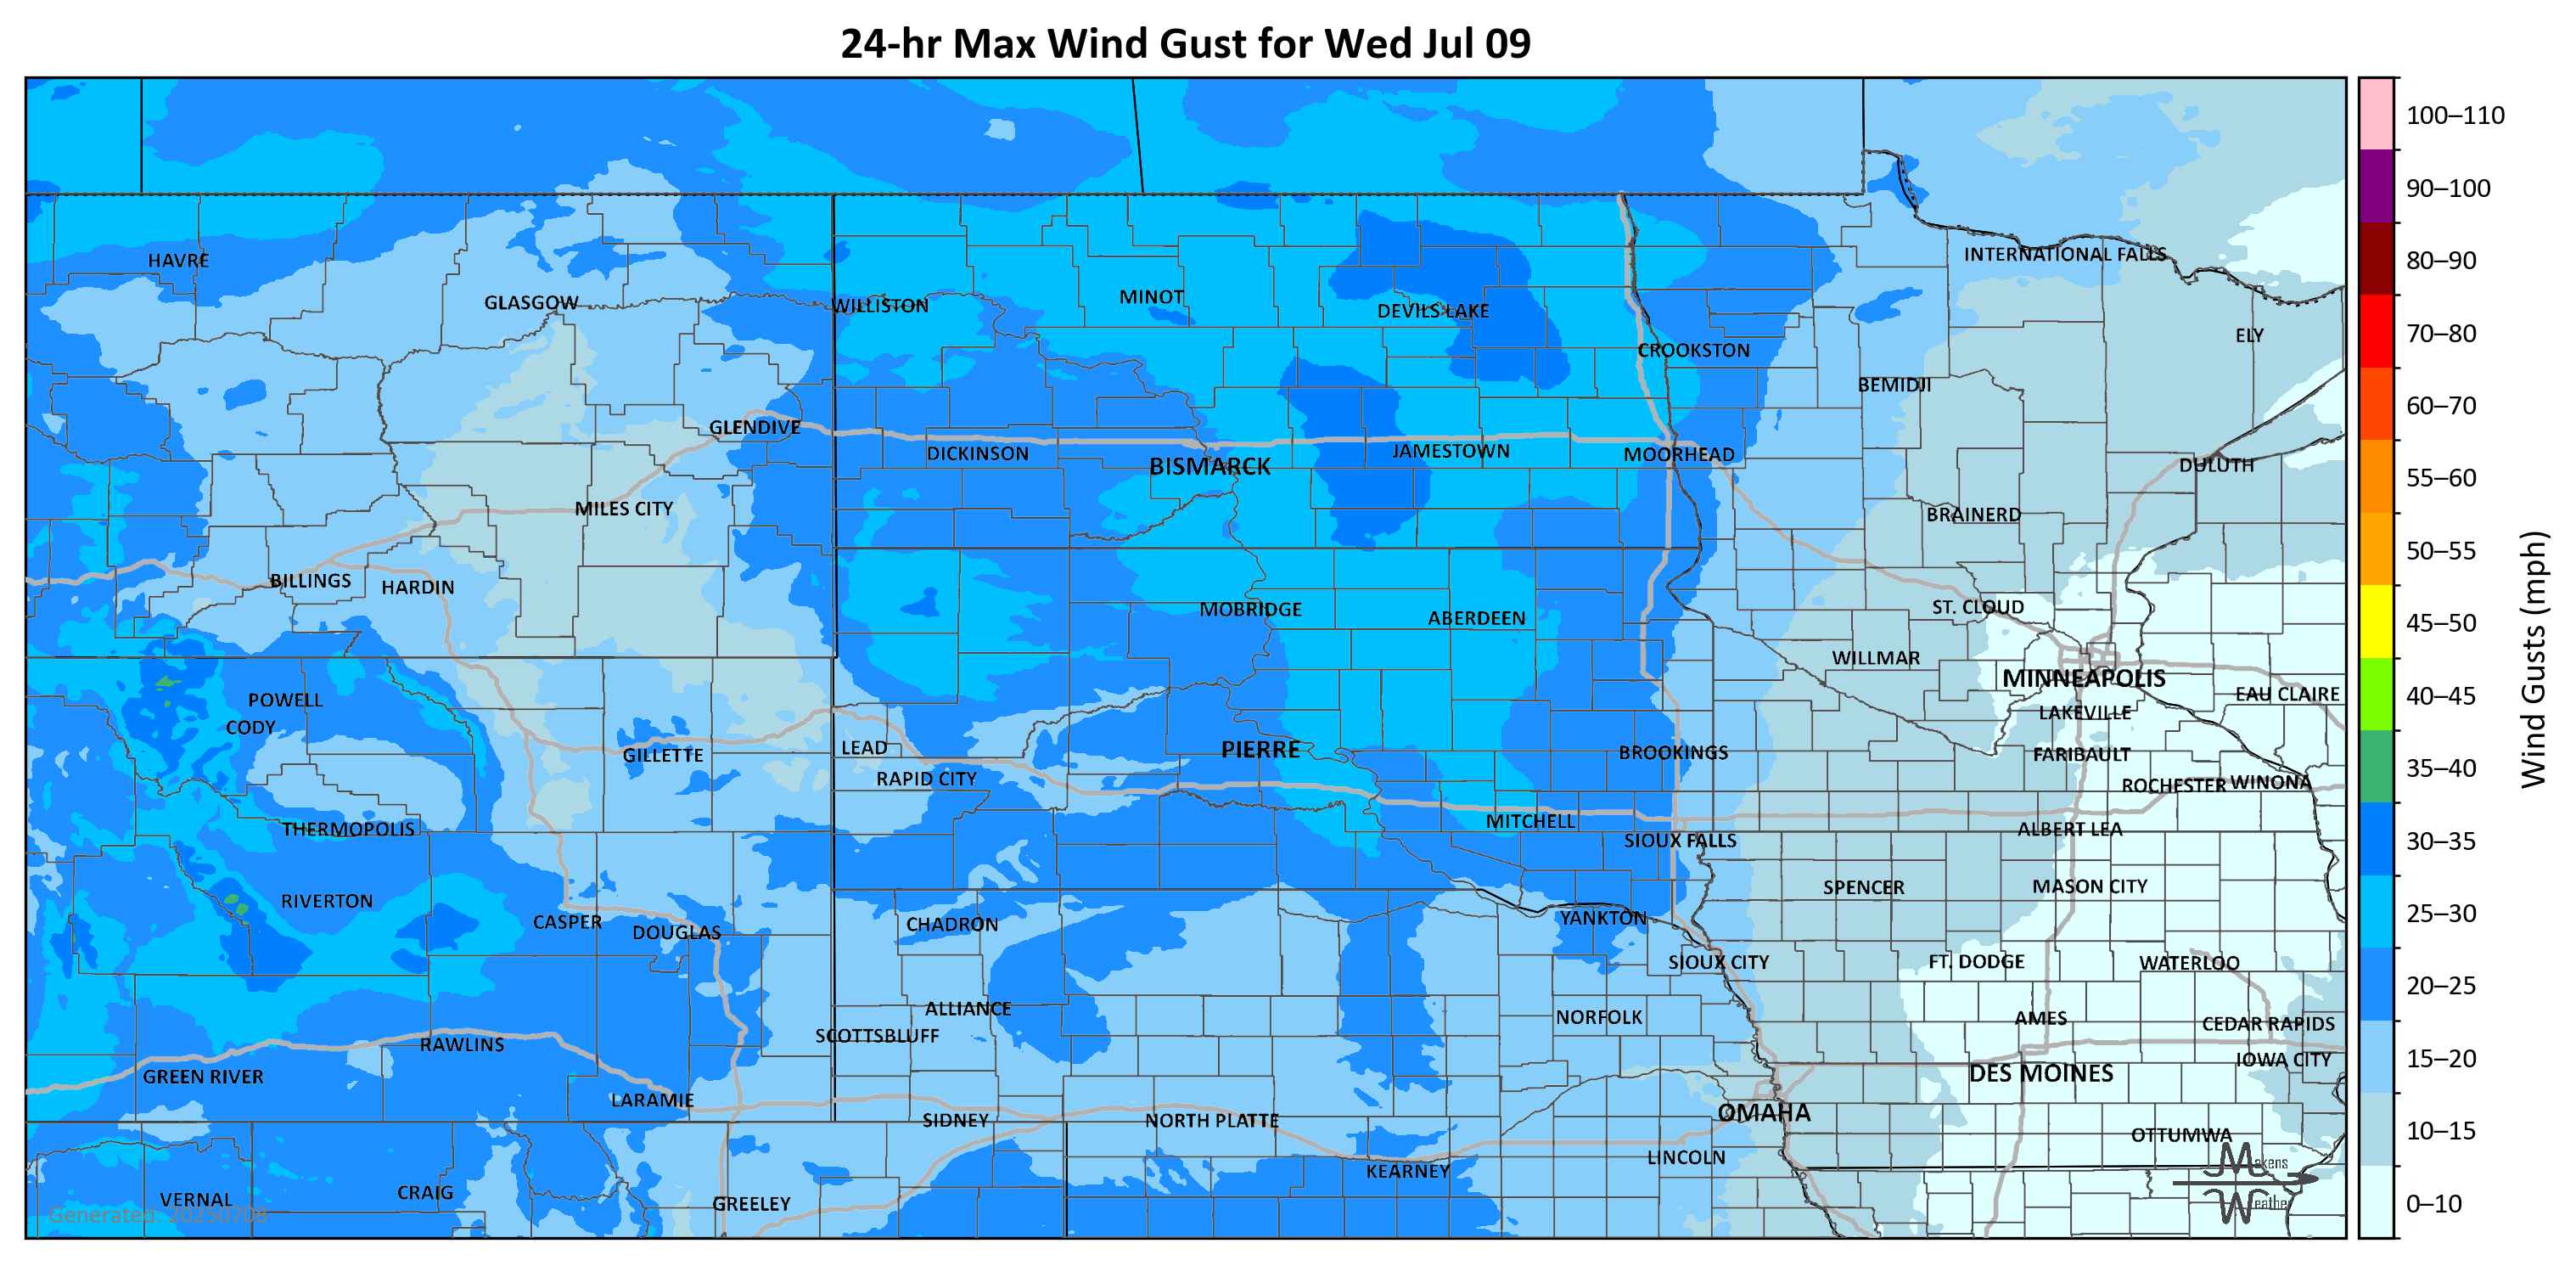 24-hr Max Wind Gust for Wed Jul 09
100–110
90–100
80–90
70–80
60–70
55–60
50–55
45–50
40–45
35–40
30–35
25–30
20–25
15–20
10–15
0–10
Wind Gusts (mph)
HAVRE
INTERNATIONAL FALLS
GLASGOW
WILLISTON
MINOT
DEVILS LAKE
ELY
CROOKSTON
BEMIDJI
GLENDIVE
DICKINSON
BISMARCK
JAMESTOWN
MOORHEAD
DULUTH
MILES CITY
BRAINERD
BILLINGS
HARDIN
MOBRIDGE
ABERDEEN
ST. CLOUD
WILLMAR
MINNEAPOLIS
POWELL
EAU CLAIRE
CODY
LAKEVILLE
GILLETTE
LEAD
PIERRE
BROOKINGS
FARIBAULT
RAPID CITY
ROCHESTER
WINONA
THERMOPOLIS
MITCHELL
ALBERT LEA
SIOUX FALLS
RIVERTON
SPENCER
MASON CITY
CASPER
DOUGLAS
CHADRON
YANKTON
SIOUX CITY
FT. DODGE
WATERLOO
ALLIANCE
NORFOLK
AMES
CEDAR RAPIDS
RAWLINS
SCOTTSBLUFF
IOWA CITY
GREEN RIVER
DES MOINES
LARAMIE
SIDNEY
NORTH PLATTE
OMAHA
OTTUMWA
KEARNEY
LINCOLN
VERNAL
CRAIG
GREELEY
Generated: 20250708
Makens
Weather